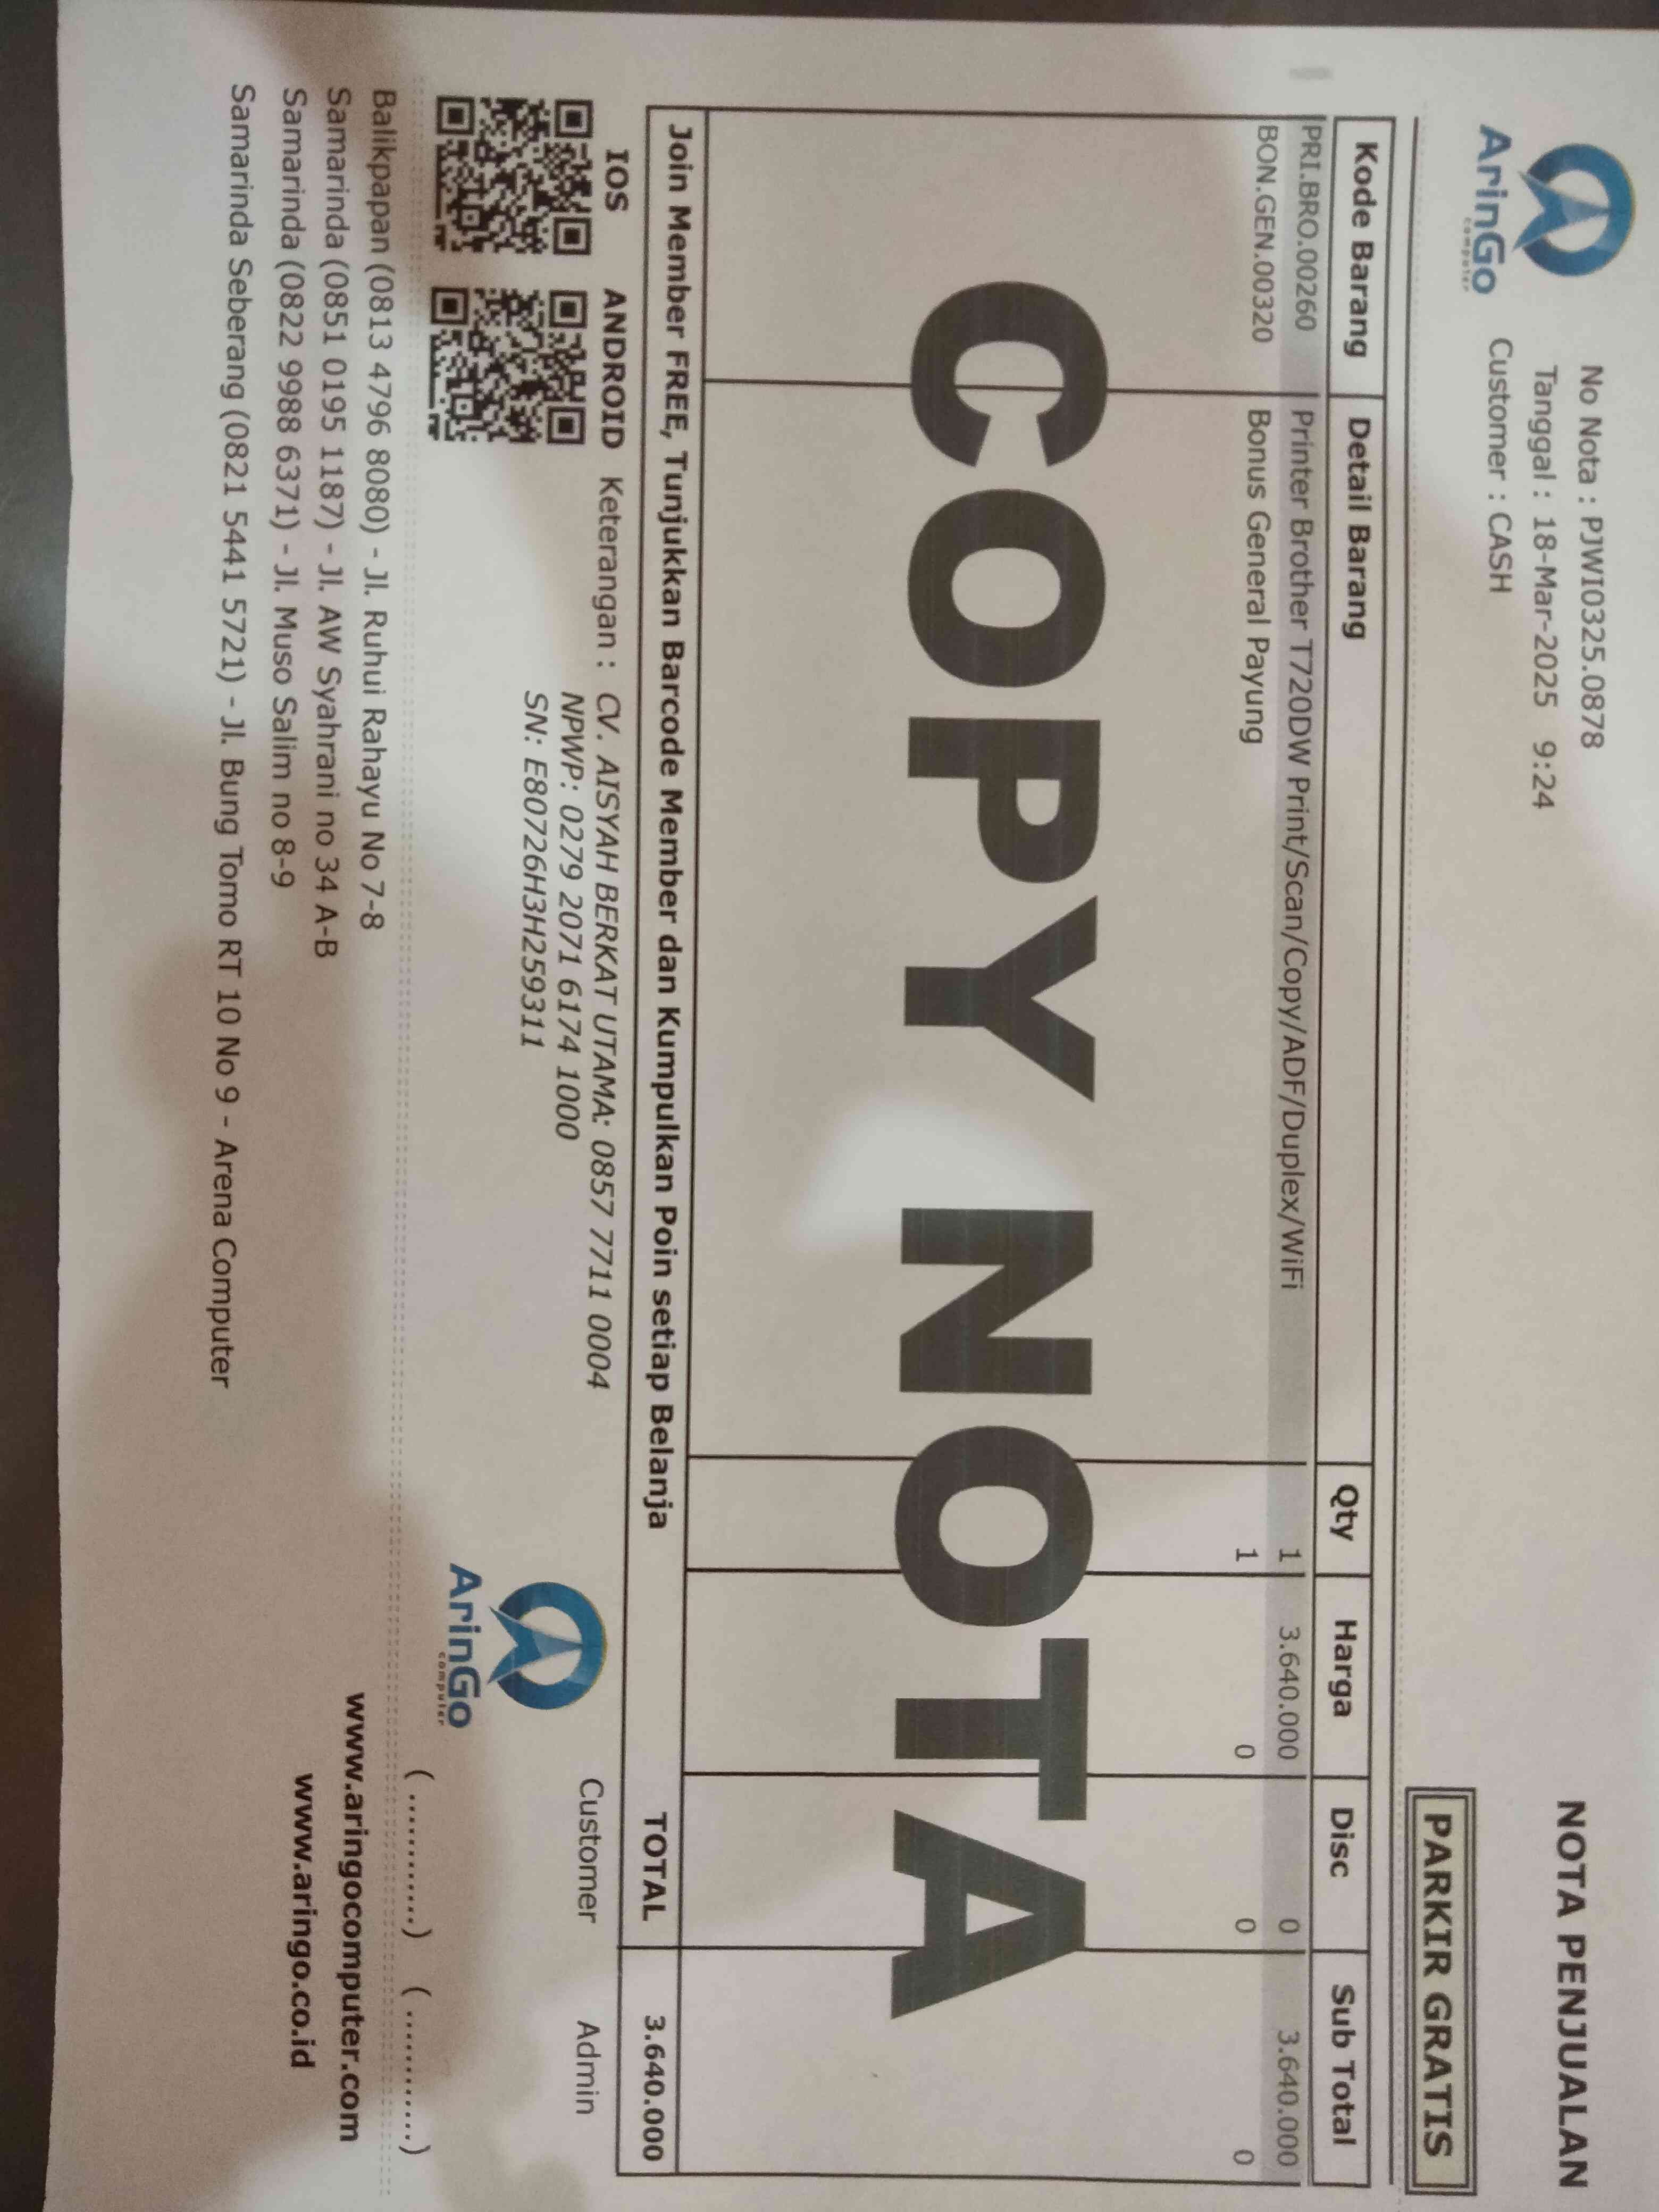 ArinGo
computer
No Nota : PJWI0325.0878
Tanggal : 18-Mar-2025 9:24
Customer : CASH
NOTA PENJUALAN
PARKIR GRATIS
Kode Barang Detail Barang Qty Harga Disc Sub Total
PRI.BRO.00260 Printer Brother T720DW Print/Scan/Copy/ADF/Duplex/WiFi 1 3.640.000 0 3.640.000
BON.GEN.00320 Bonus General Payung 1 0 0 0
COPY NOTA
Join Member FREE, Tunjukkan Barcode Member dan Kumpulkan Poin setiap Belanja TOTAL 3.640.000
IOS ANDROID Keterangan : CV. AISYAH BERKAT UTAMA: 0857 7711 0004
NPWP: 0279 2071 6174 1000
SN: E80726H3H259311
Customer Admin
ArinGo
computer
( ........... ) ( ........... )
Balikpapan (0813 4796 8080) - Jl. Ruhui Rahayu No 7-8
Samarinda (0851 0195 1187) - Jl. AW Syahrani no 34 A-B
Samarinda (0822 9988 6371) - Jl. Muso Salim no 8-9
Samarinda Seberang (0821 5441 5721) - Jl. Bung Tomo RT 10 No 9 - Arena Computer
www.aringocomputer.com
www.aringo.co.id